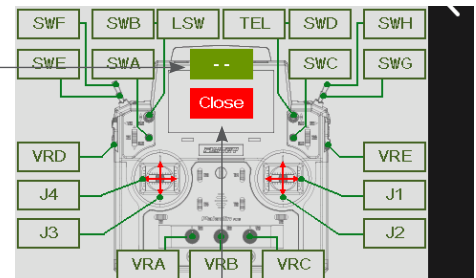 SWF SWB LSW TEL SWD SWH
SWE SWA -- SWC SWG
Close
VRD VRE
J4 J1
J3 J2
VRA VRB VRC